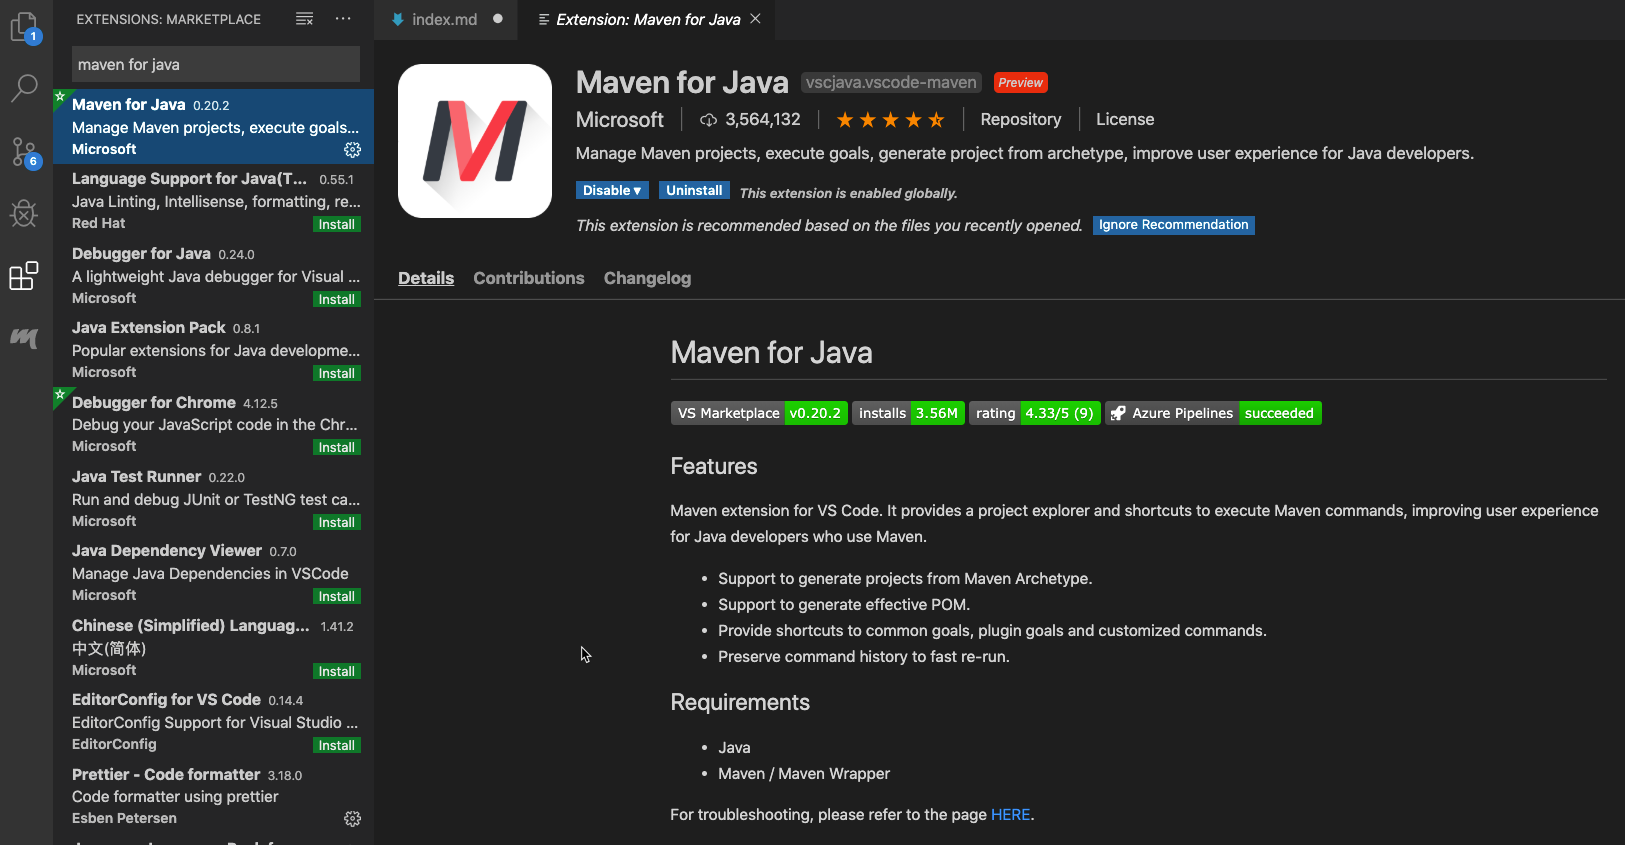 1
6
EXTENSIONS: MARKETPLACE
maven for java
Maven for Java 0.20.2
Manage Maven projects, execute goals...
Microsoft
Language Support for Java(T... 0.55.1
Java Linting, Intellisense, formatting, re...
Red Hat Install
Debugger for Java 0.24.0
A lightweight Java debugger for Visual ...
Microsoft Install
Java Extension Pack 0.8.1
Popular extensions for Java developme...
Microsoft Install
Debugger for Chrome 4.12.5
Debug your JavaScript code in the Chr...
Microsoft Install
Java Test Runner 0.22.0
Run and debug JUnit or TestNG test ca...
Microsoft Install
Java Dependency Viewer 0.7.0
Manage Java Dependencies in VSCode
Microsoft Install
Chinese (Simplified) Languag... 1.41.2
中文(简体)
Microsoft Install
EditorConfig for VS Code 0.14.4
EditorConfig Support for Visual Studio ...
EditorConfig Install
Prettier - Code formatter 3.18.0
Code formatter using prettier
Esben Petersen
index.md
Extension: Maven for Java
Maven for Java vscjava.vscode-maven Preview
Microsoft 3,564,132 Repository License
Manage Maven projects, execute goals, generate project from archetype, improve user experience for Java developers.
Disable Uninstall This extension is enabled globally.
This extension is recommended based on the files you recently opened. Ignore Recommendation
Details Contributions Changelog
Maven for Java
VS Marketplace v0.20.2 installs 3.56M rating 4.33/5 (9) Azure Pipelines succeeded
Features
Maven extension for VS Code. It provides a project explorer and shortcuts to execute Maven commands, improving user experience
for Java developers who use Maven.
• Support to generate projects from Maven Archetype.
• Support to generate effective POM.
• Provide shortcuts to common goals, plugin goals and customized commands.
• Preserve command history to fast re-run.
Requirements
• Java
• Maven / Maven Wrapper
For troubleshooting, please refer to the page HERE.